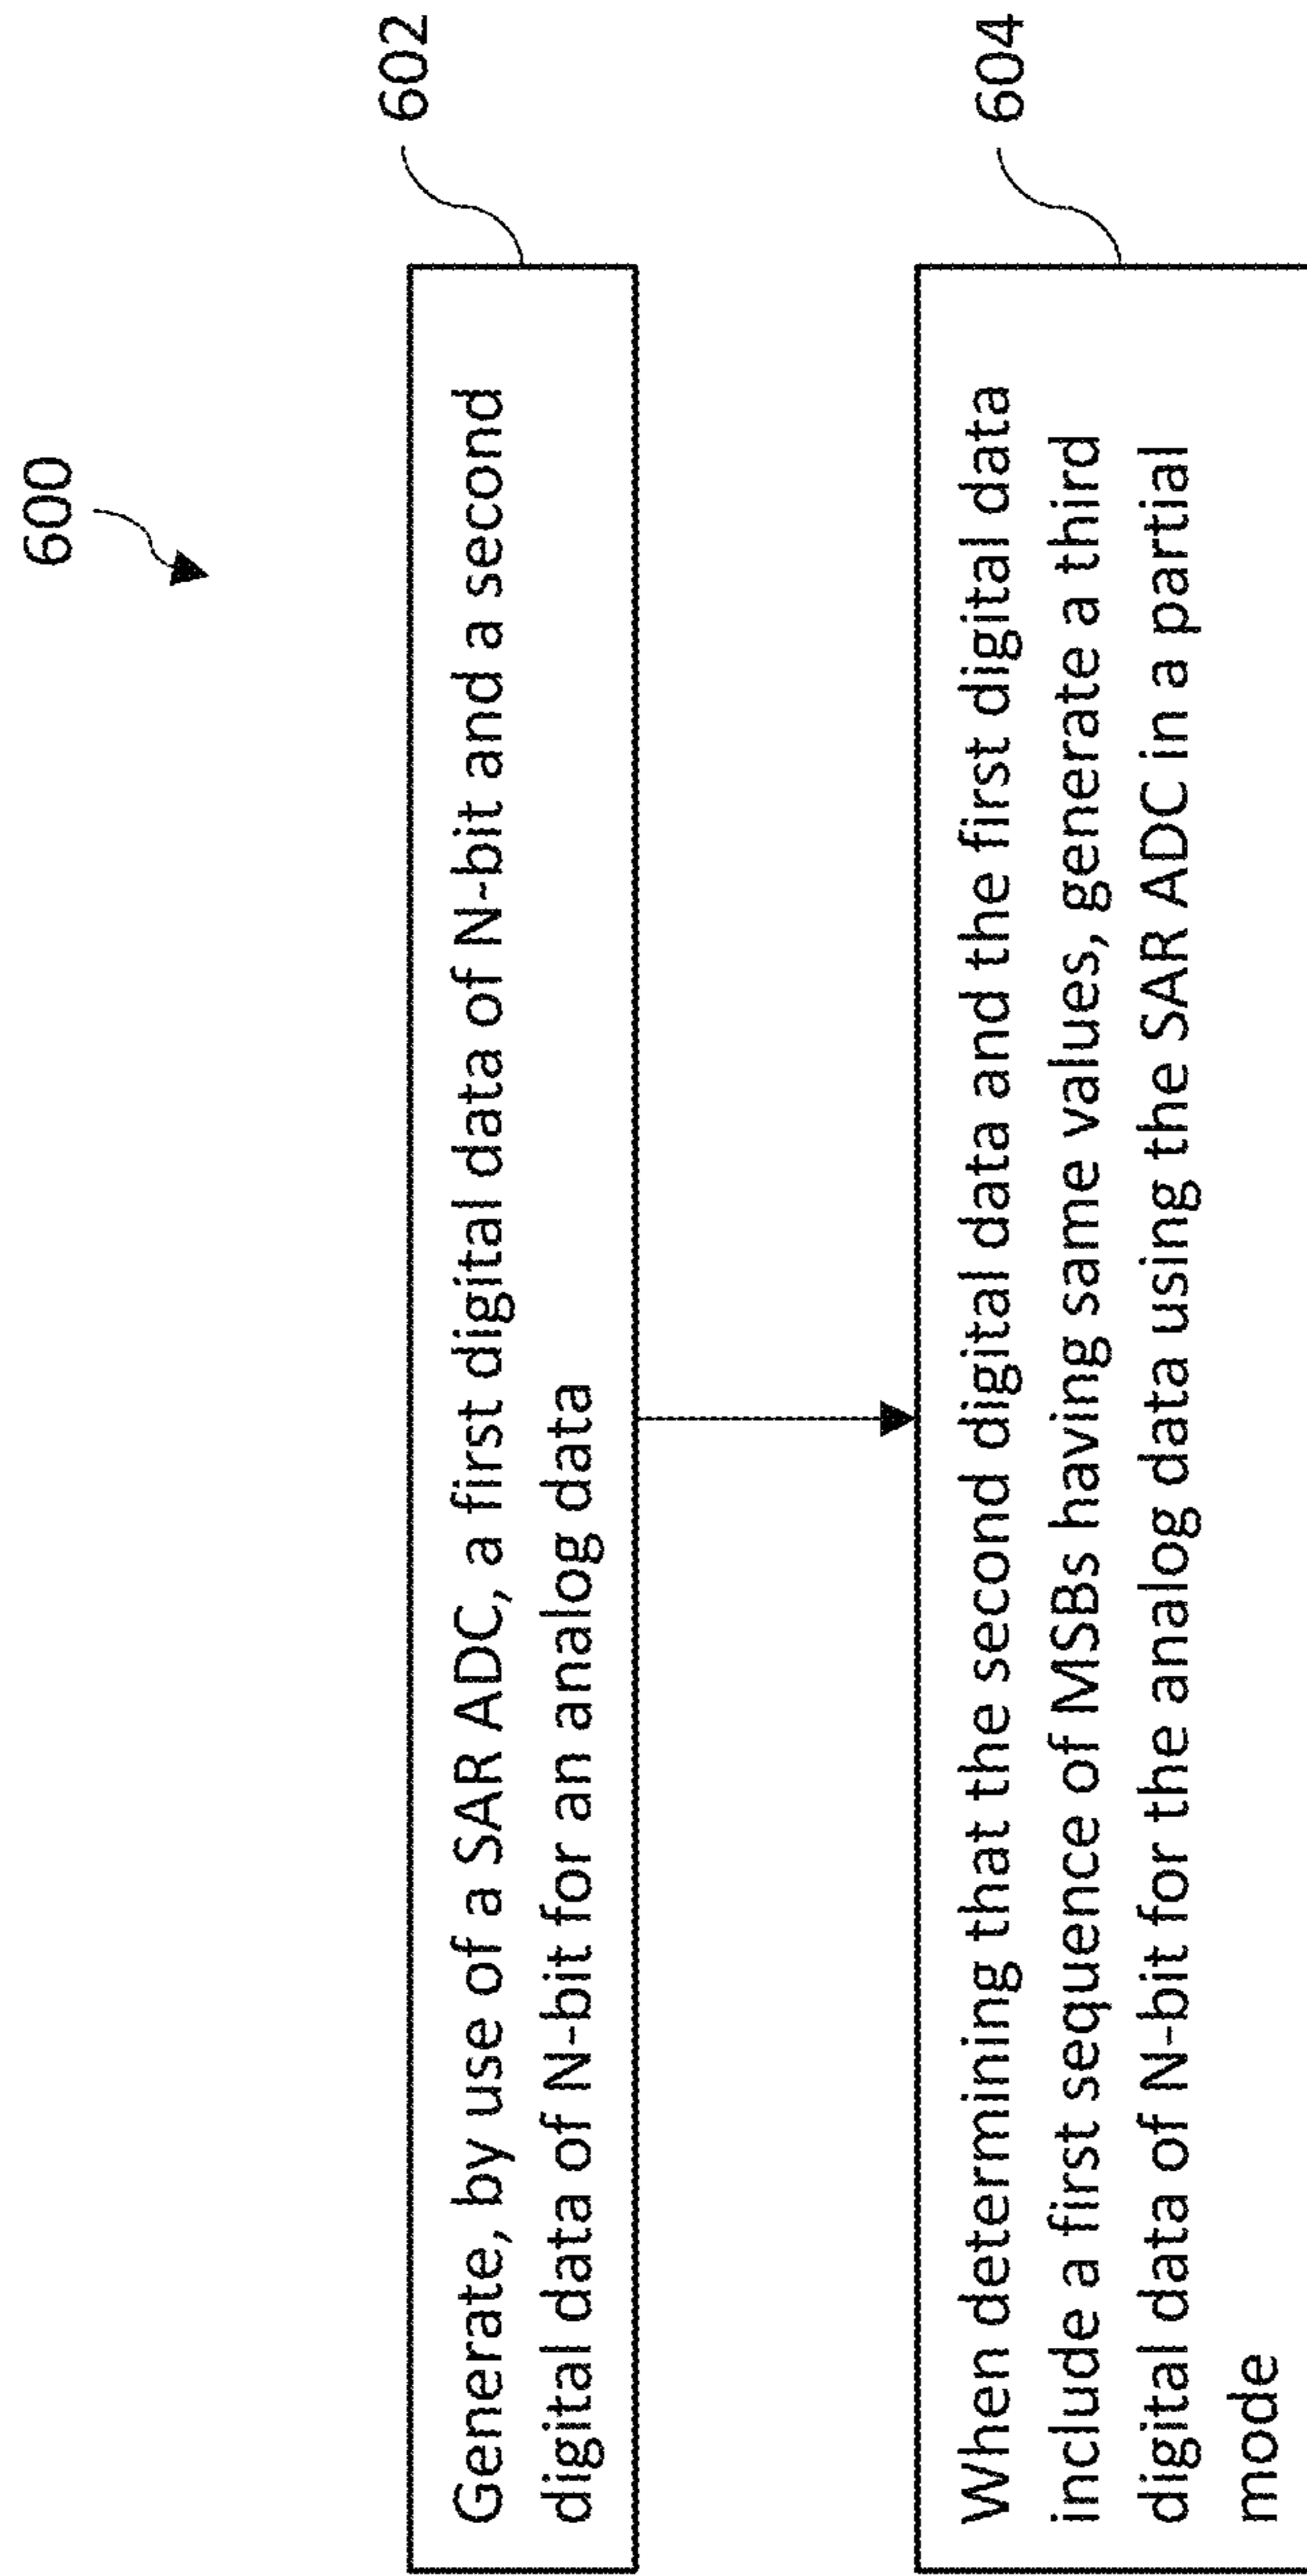 600
602
Generate, by use of a SAR ADC, a first digital data of N-bit and a second
digital data of N-bit for an analog data
604
When determining that the second digital data and the first digital data
include a first sequence of MSBs having same values, generate a third
digital data of N-bit for the analog data using the SAR ADC in a partial
mode